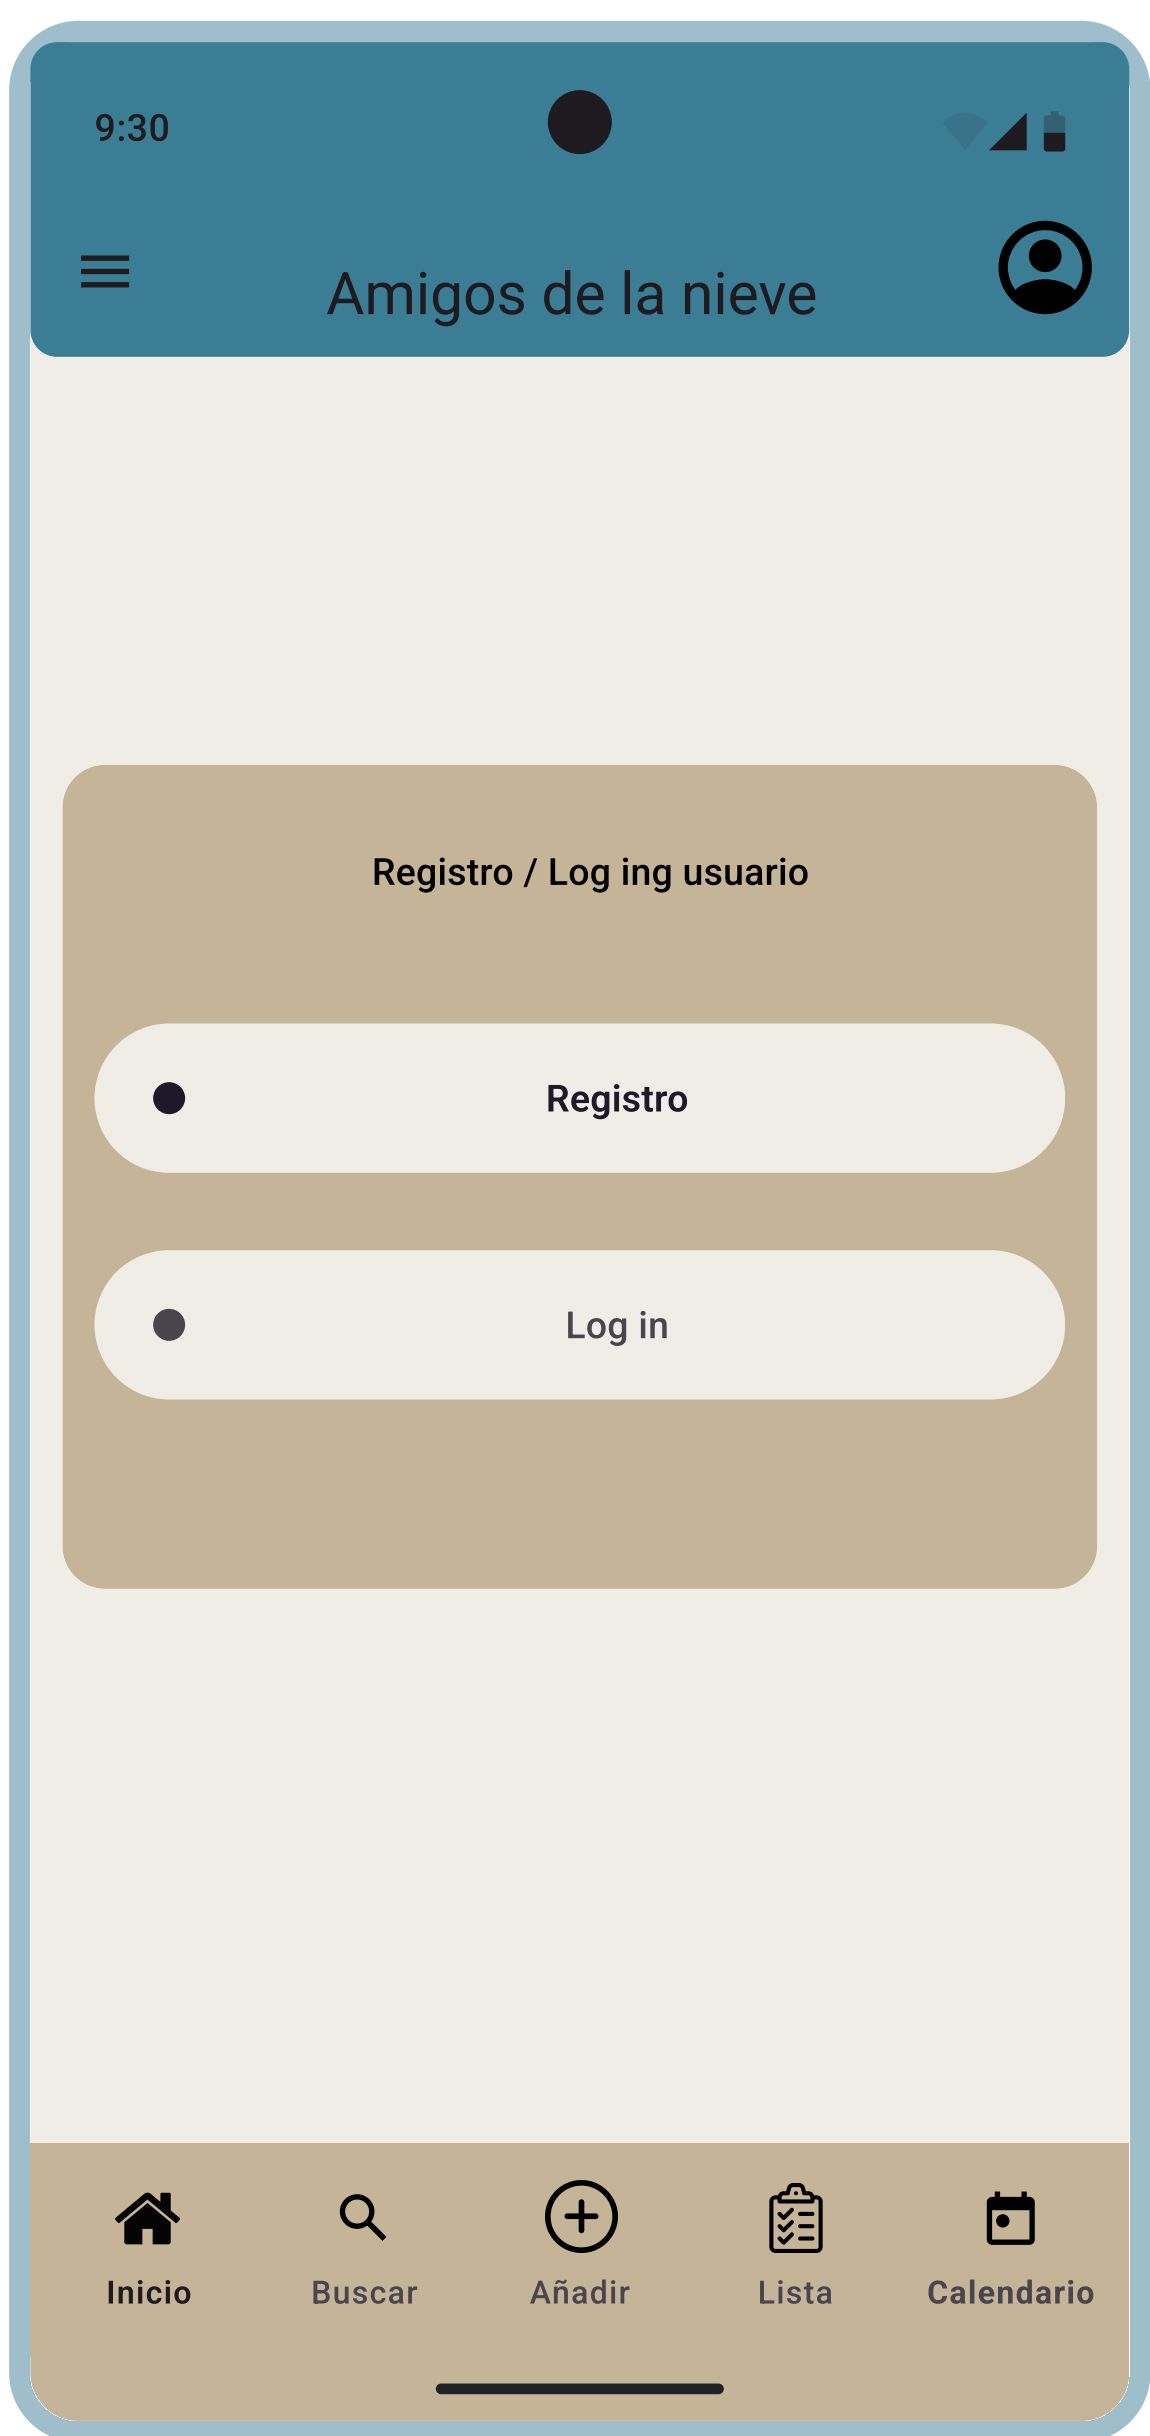 9:30
Amigos de la nieve
Registro / Log ing usuario
Registro
Log in
Inicio
Buscar
Añadir
Lista
Calendario